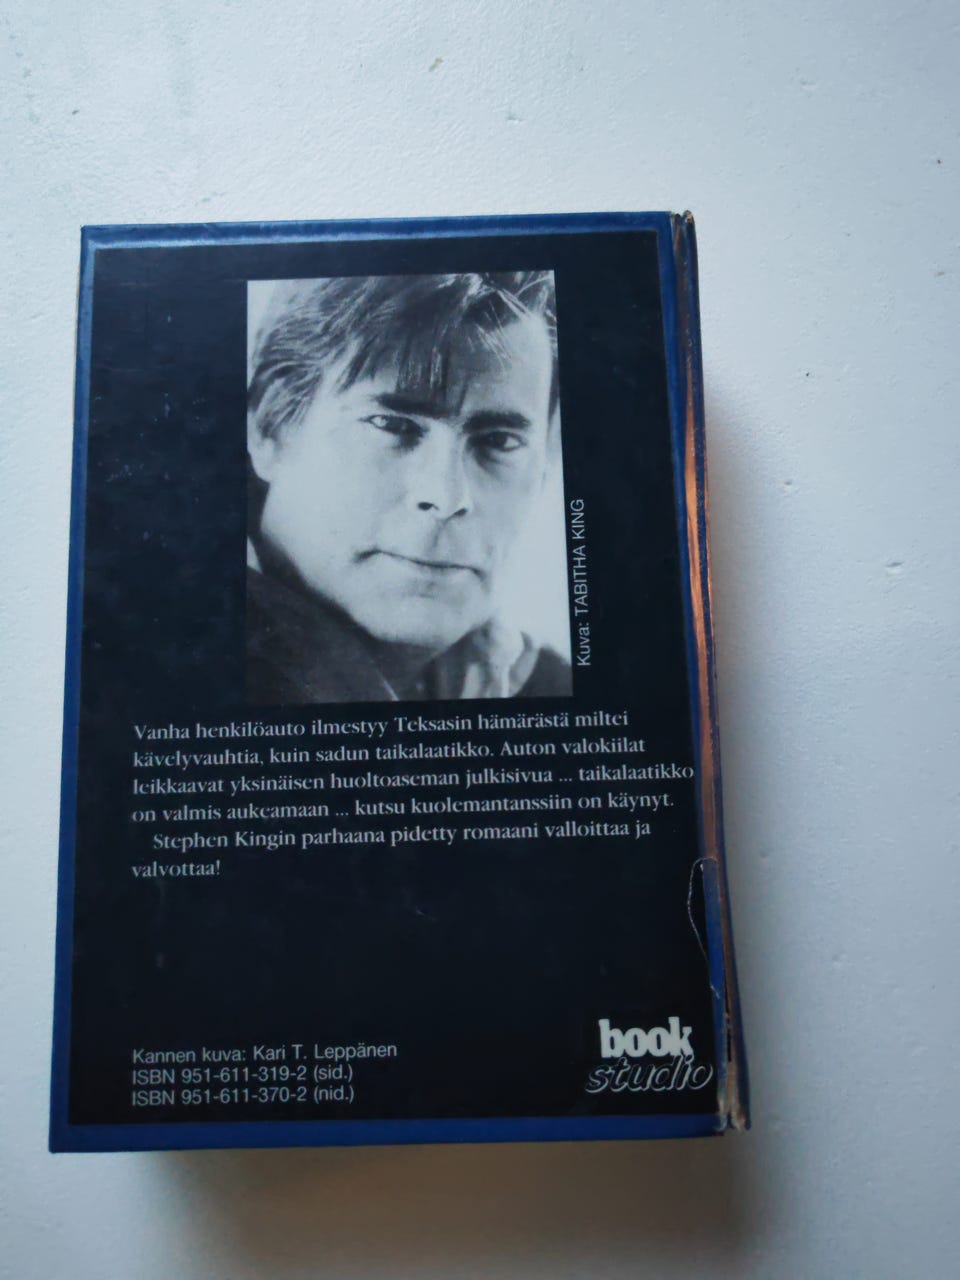 Kuva: TABITHA KING
Vanha henkilöauto ilmestyy Teksasin hämärästä miltei
kävelyvauhtia, kuin sadun taikalaatikko. Auton valokiilat
leikkaavat yksinäisen huoltoaseman julkisivua ... taikalaatikko
on valmis aukeamaan ... kutsu kuolemantanssiin on käynyt.
Stephen Kingin parhaana pidetty romaani valloittaa ja
valvottaa!
Kannen kuva: Kari T. Leppänen
ISBN 951-611-319-2 (sid.)
ISBN 951-611-370-2 (nid.)
book
studio